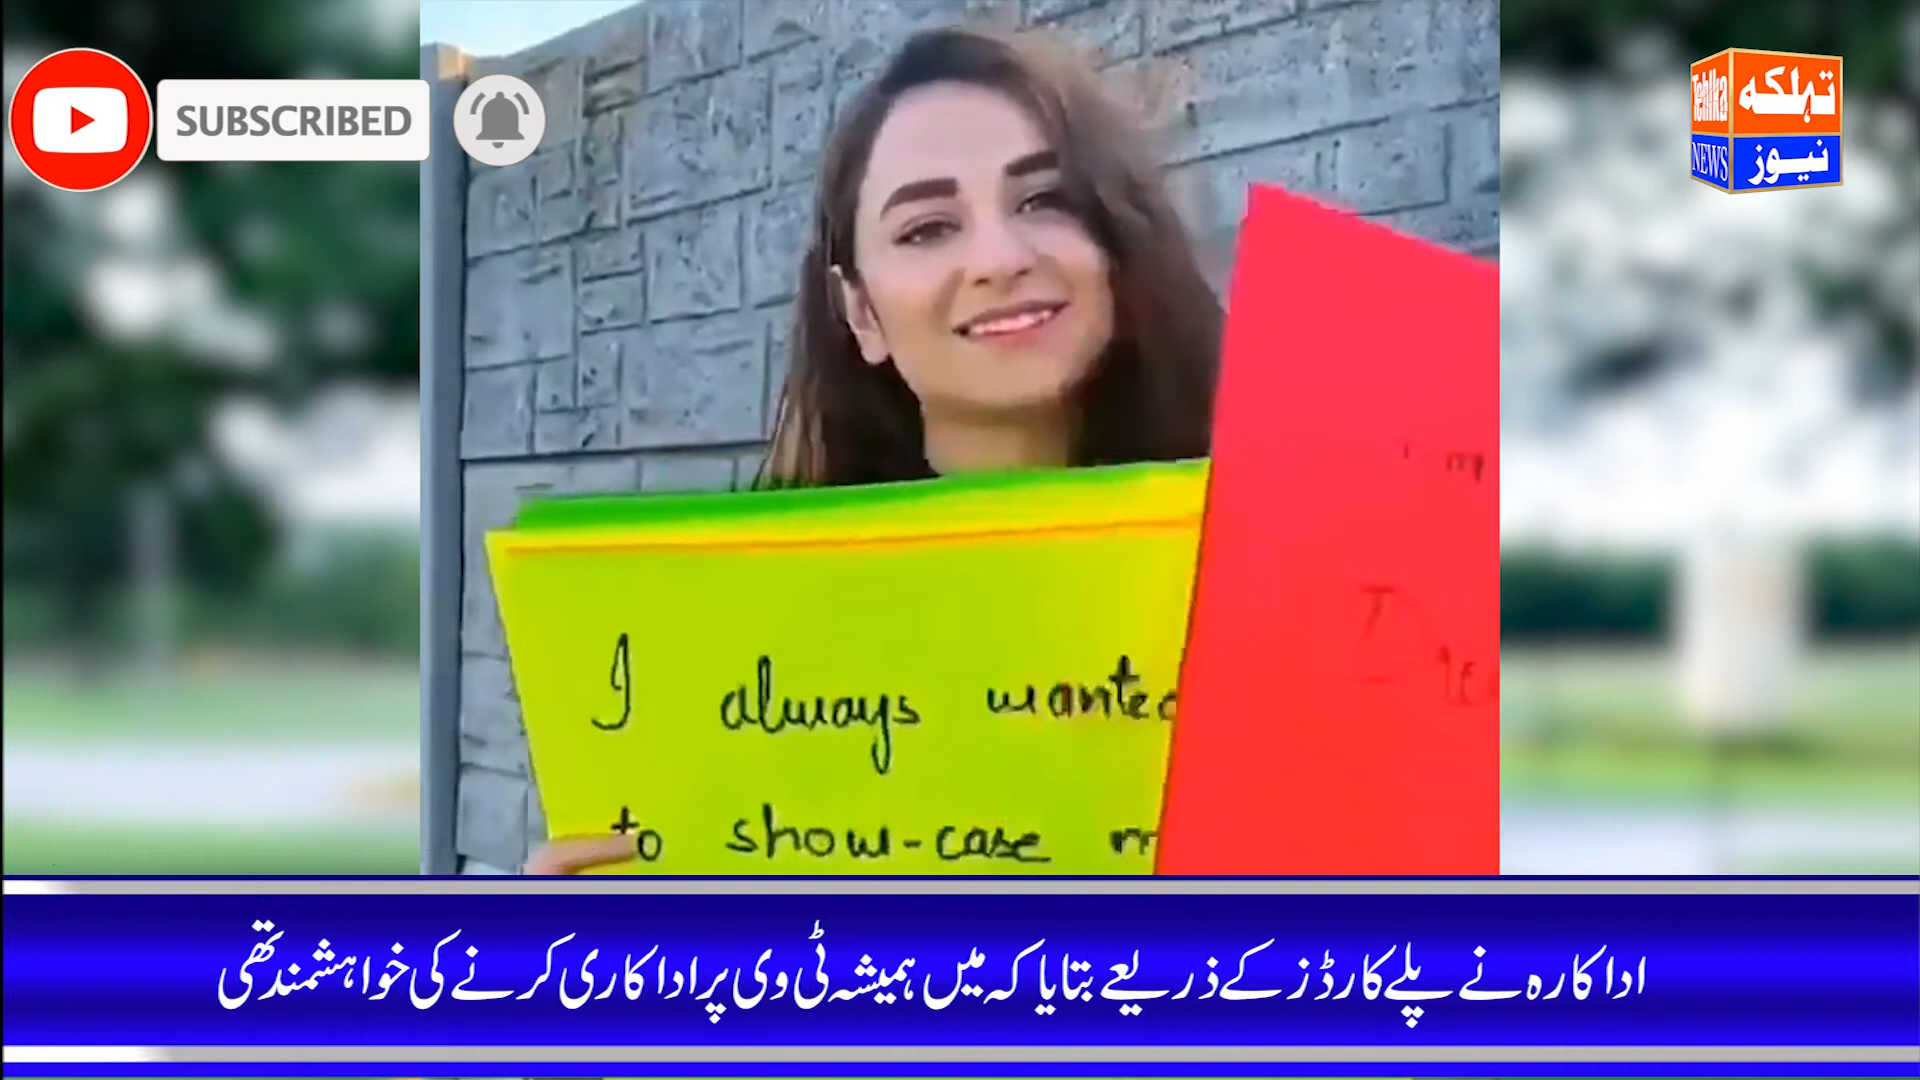 SUBSCRIBED
Tehlka
NEWS
تہلکہ
نیوز
I always wanted
to show-case
اداکارہ نے پلے کارڈز کے ذریعے بتایا کہ میں ہمیشہ ٹی وی پر اداکاری کرنے کی خواہشمند تھی